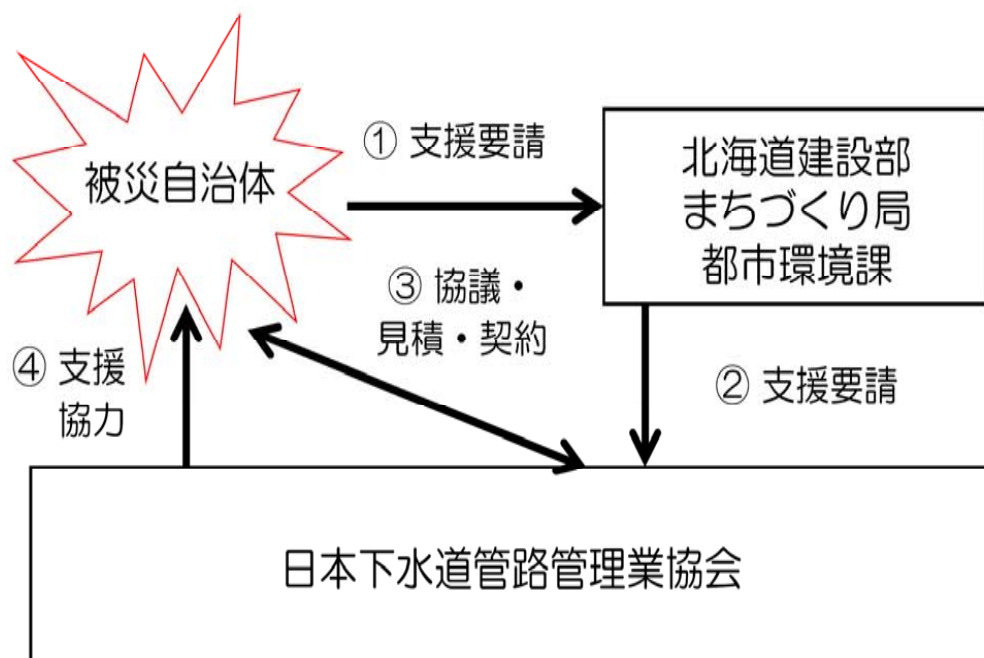 被災自治体
① 支援要請
北海道建設部
まちづくり局
都市環境課
③ 協議・
見積・契約
② 支援要請
④ 支援
協力
日本下水道管路管理業協会